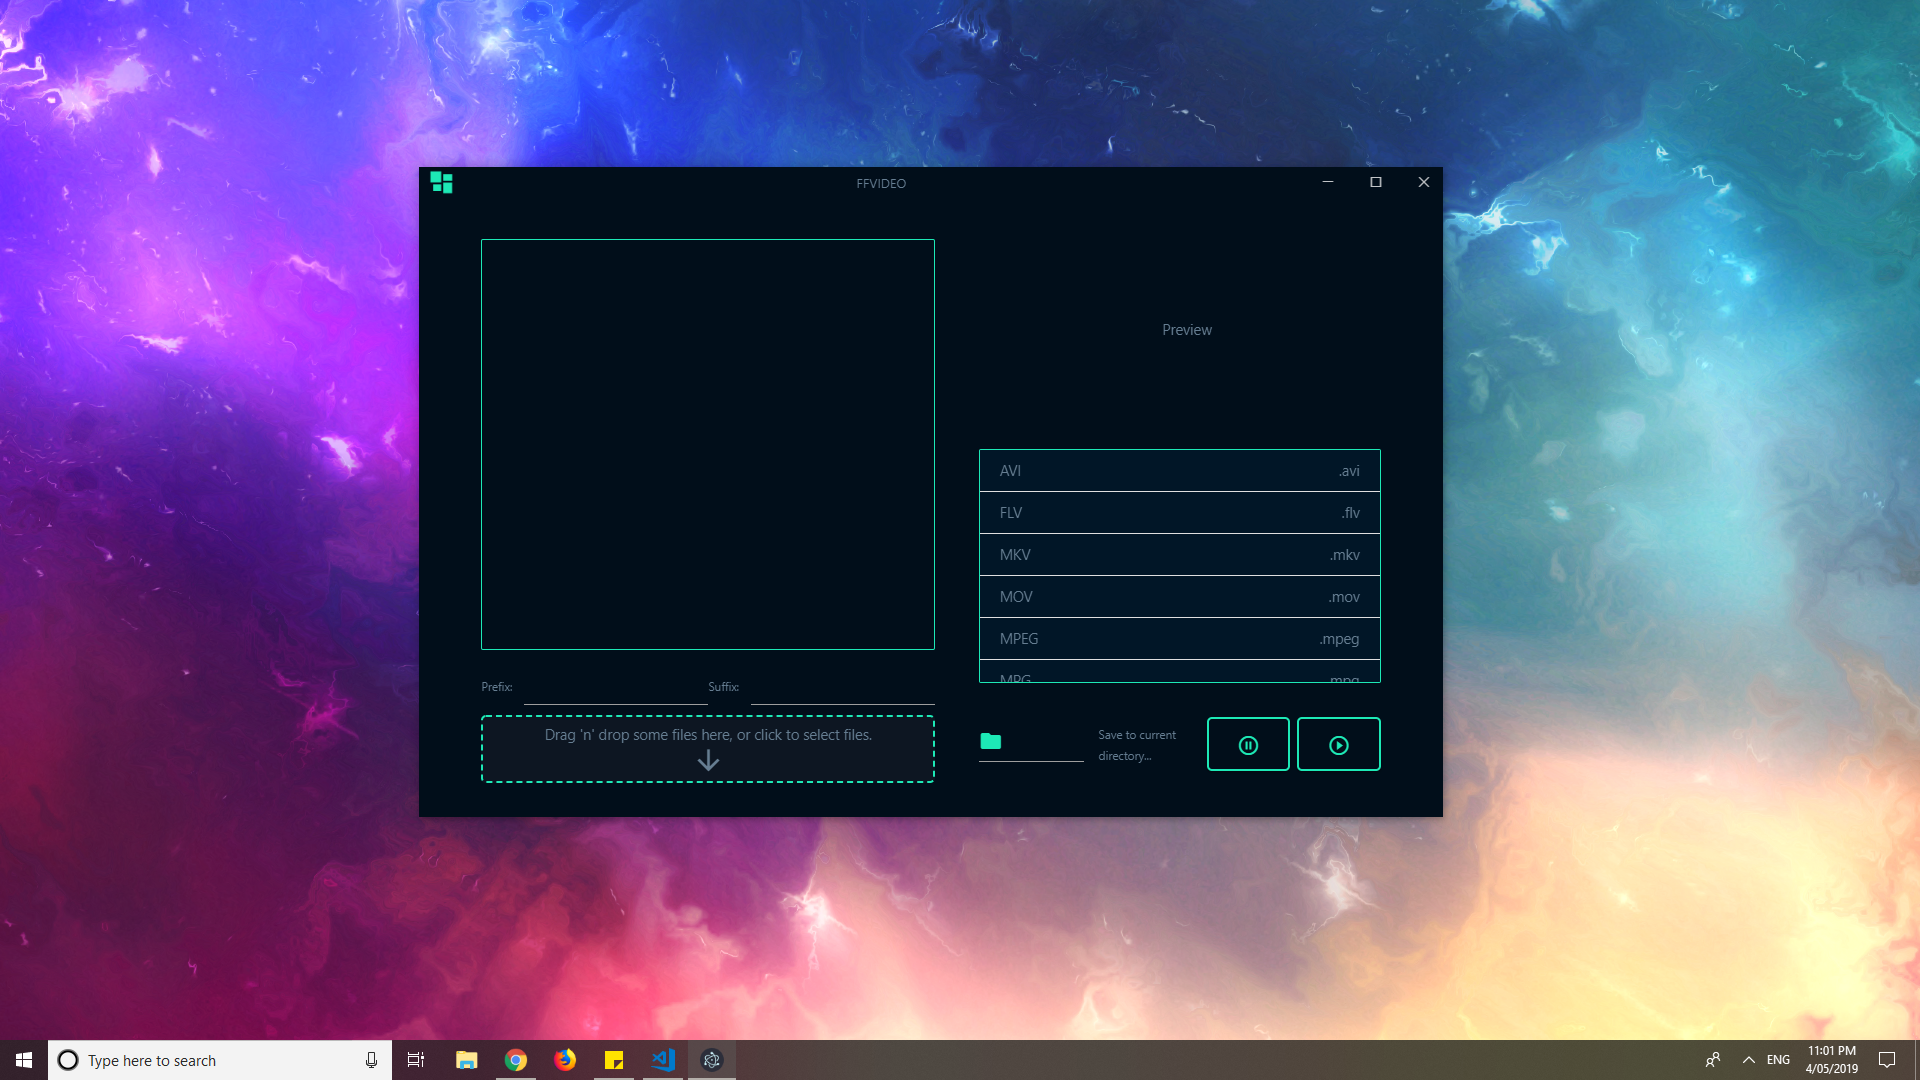 FFVIDEO
Preview
AVI .avi
FLV .flv
MKV .mkv
MOV .mov
MPEG .mpeg
MPG .mpg
Prefix: Suffix:
Drag 'n' drop some files here, or click to select files.
Save to current
directory...
Type here to search
ENG
11:01 PM
4/05/2019